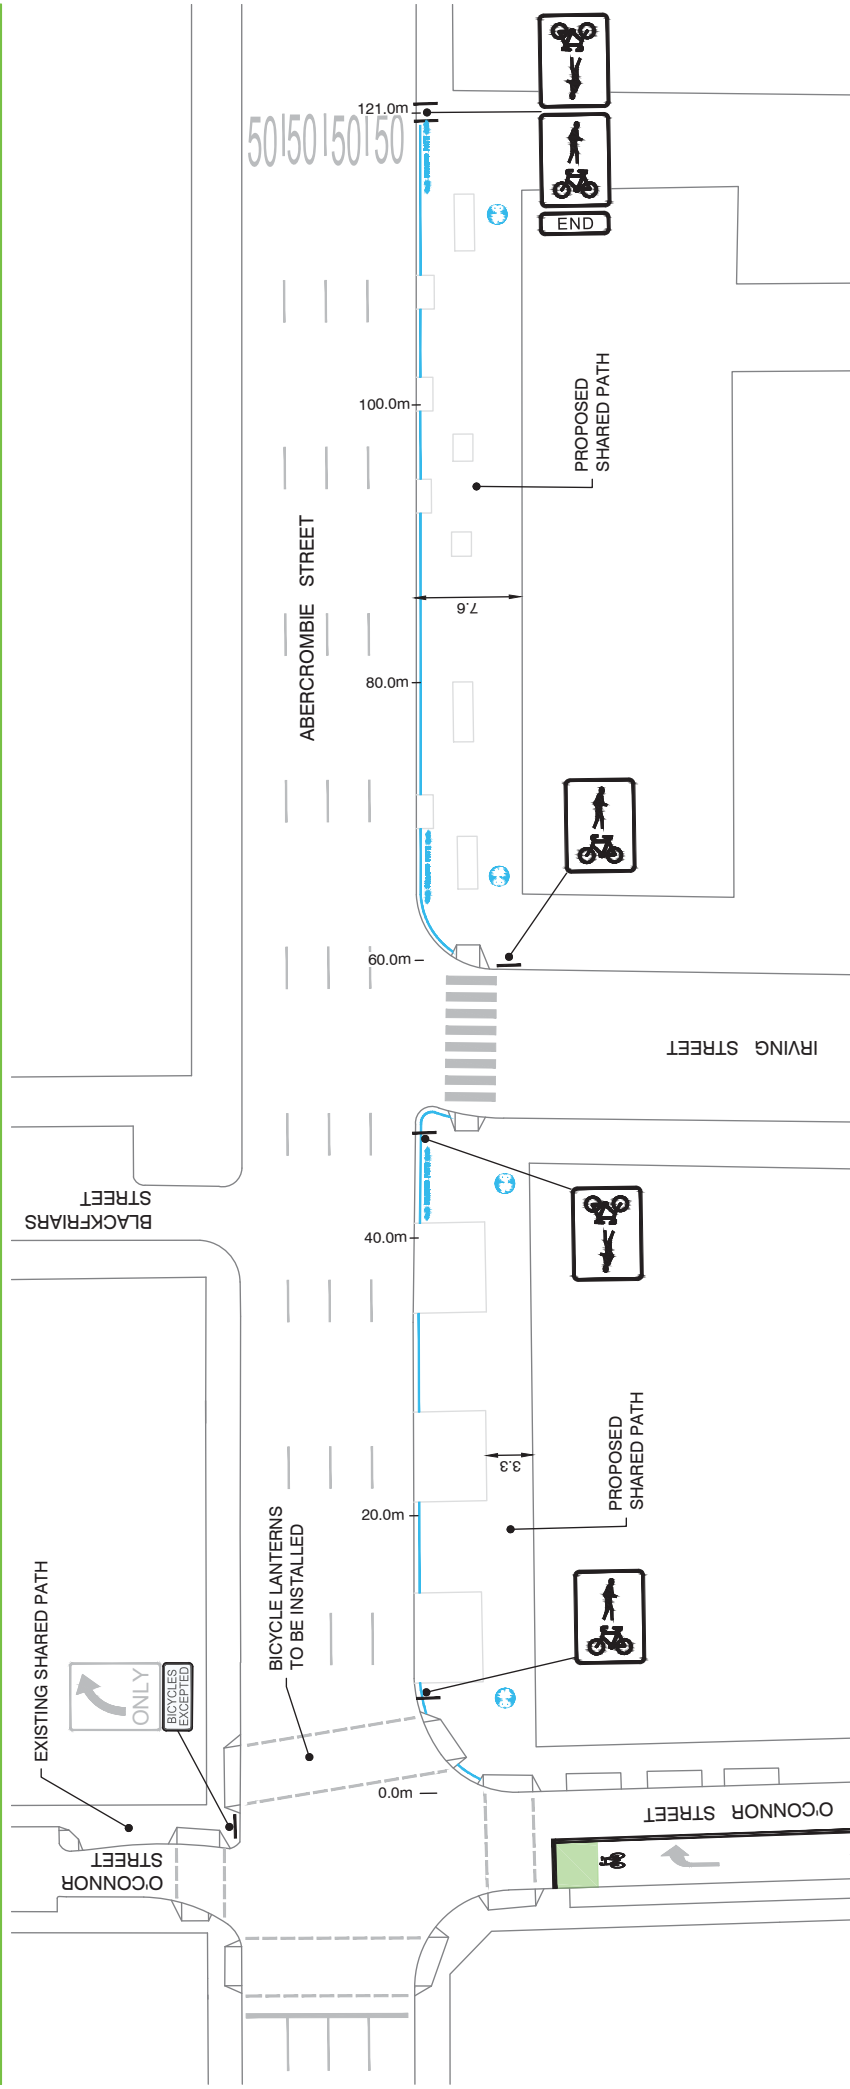 121.0m
50 50 50 50
END
100.0m
PROPOSED
SHARED PATH
ABERCROMBIE STREET
7.6
80.0m
60.0m
IRVING STREET
BLACKFRIARS
STREET
40.0m
3.3
PROPOSED
SHARED PATH
20.0m
BICYCLE LANTERNS
TO BE INSTALLED
EXISTING SHARED PATH
ONLY
BICYCLES
EXCEPTED
0.0m
O'CONNOR STREET
O'CONNOR
STREET